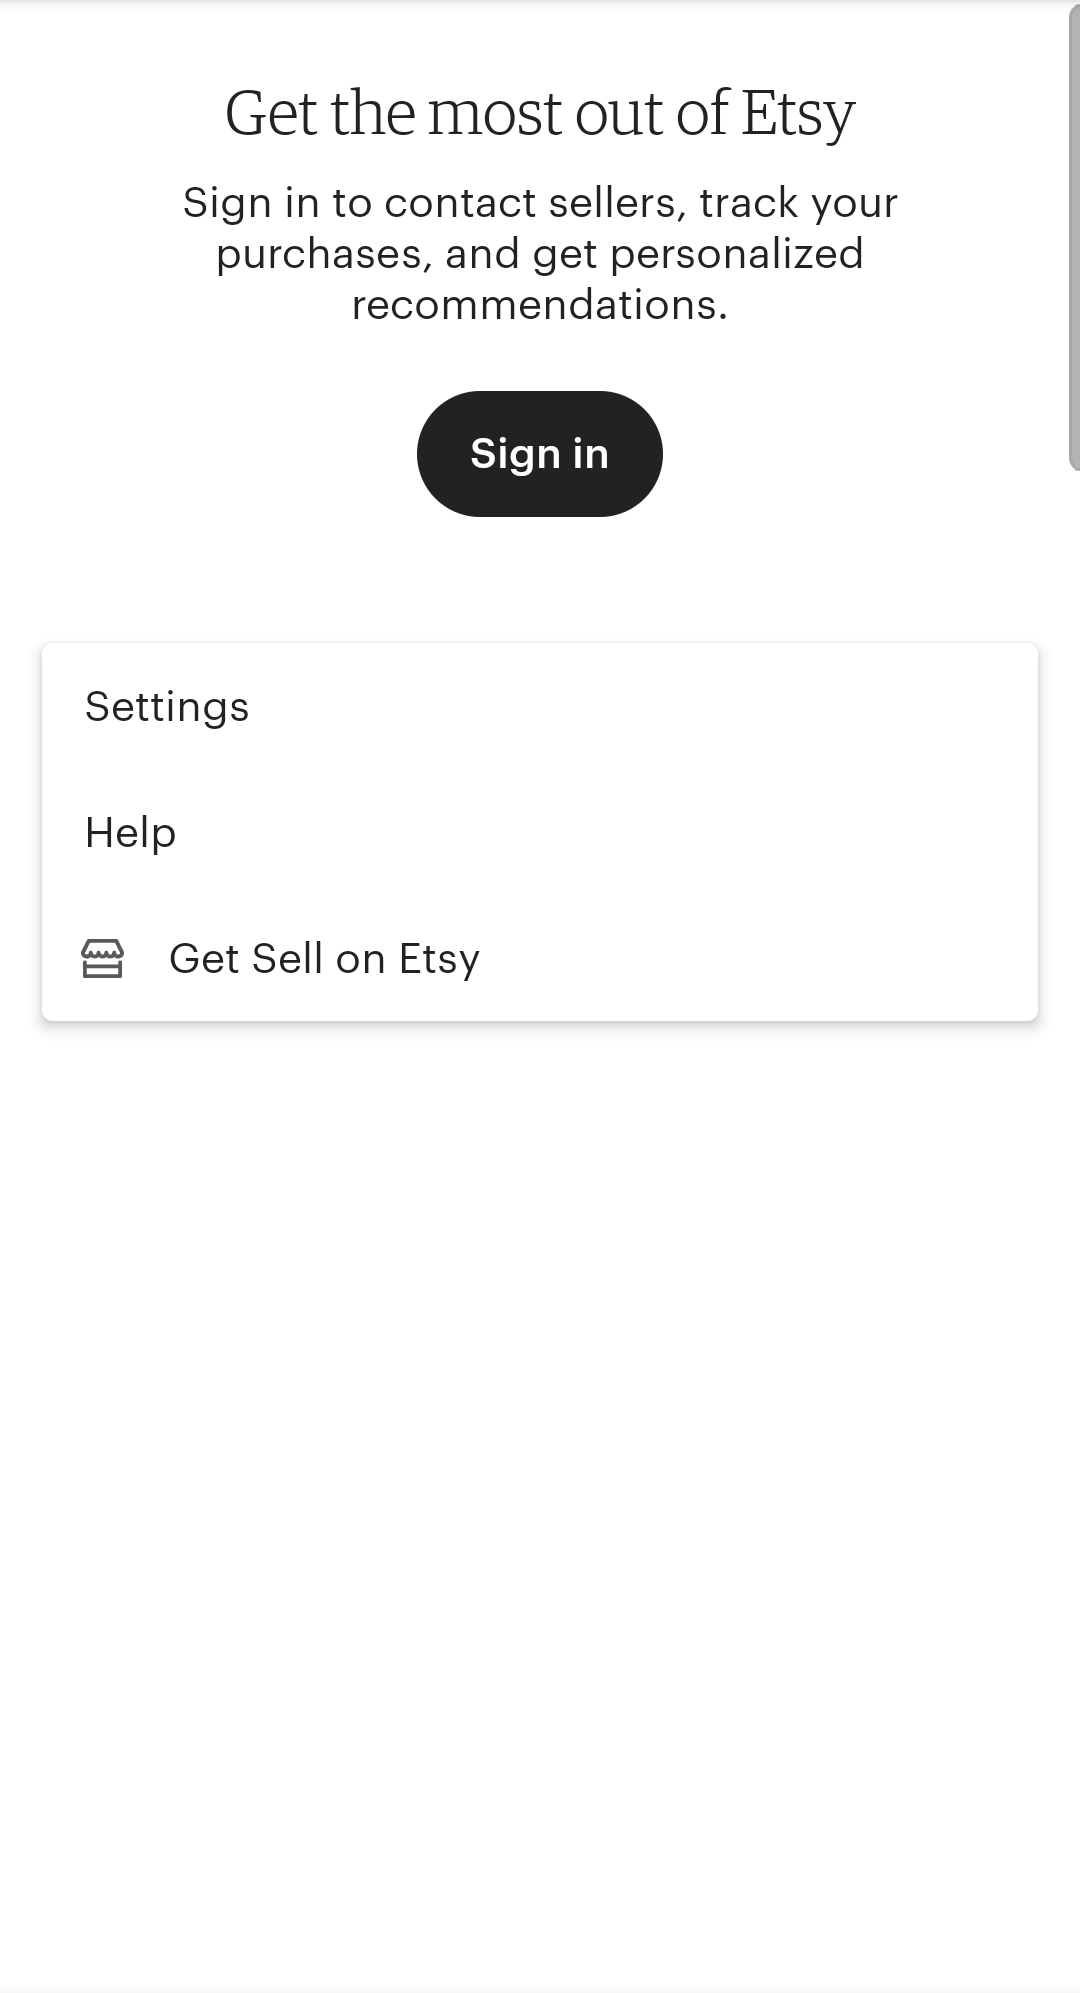 Get the most out of Etsy
Sign in to contact sellers, track your
purchases, and get personalized
recommendations.
Sign in
Settings
Help
Get Sell on Etsy